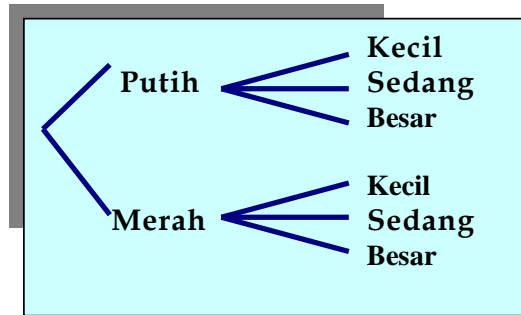 Putih
Kecil
Sedang
Besar
Merah
Kecil
Sedang
Besar